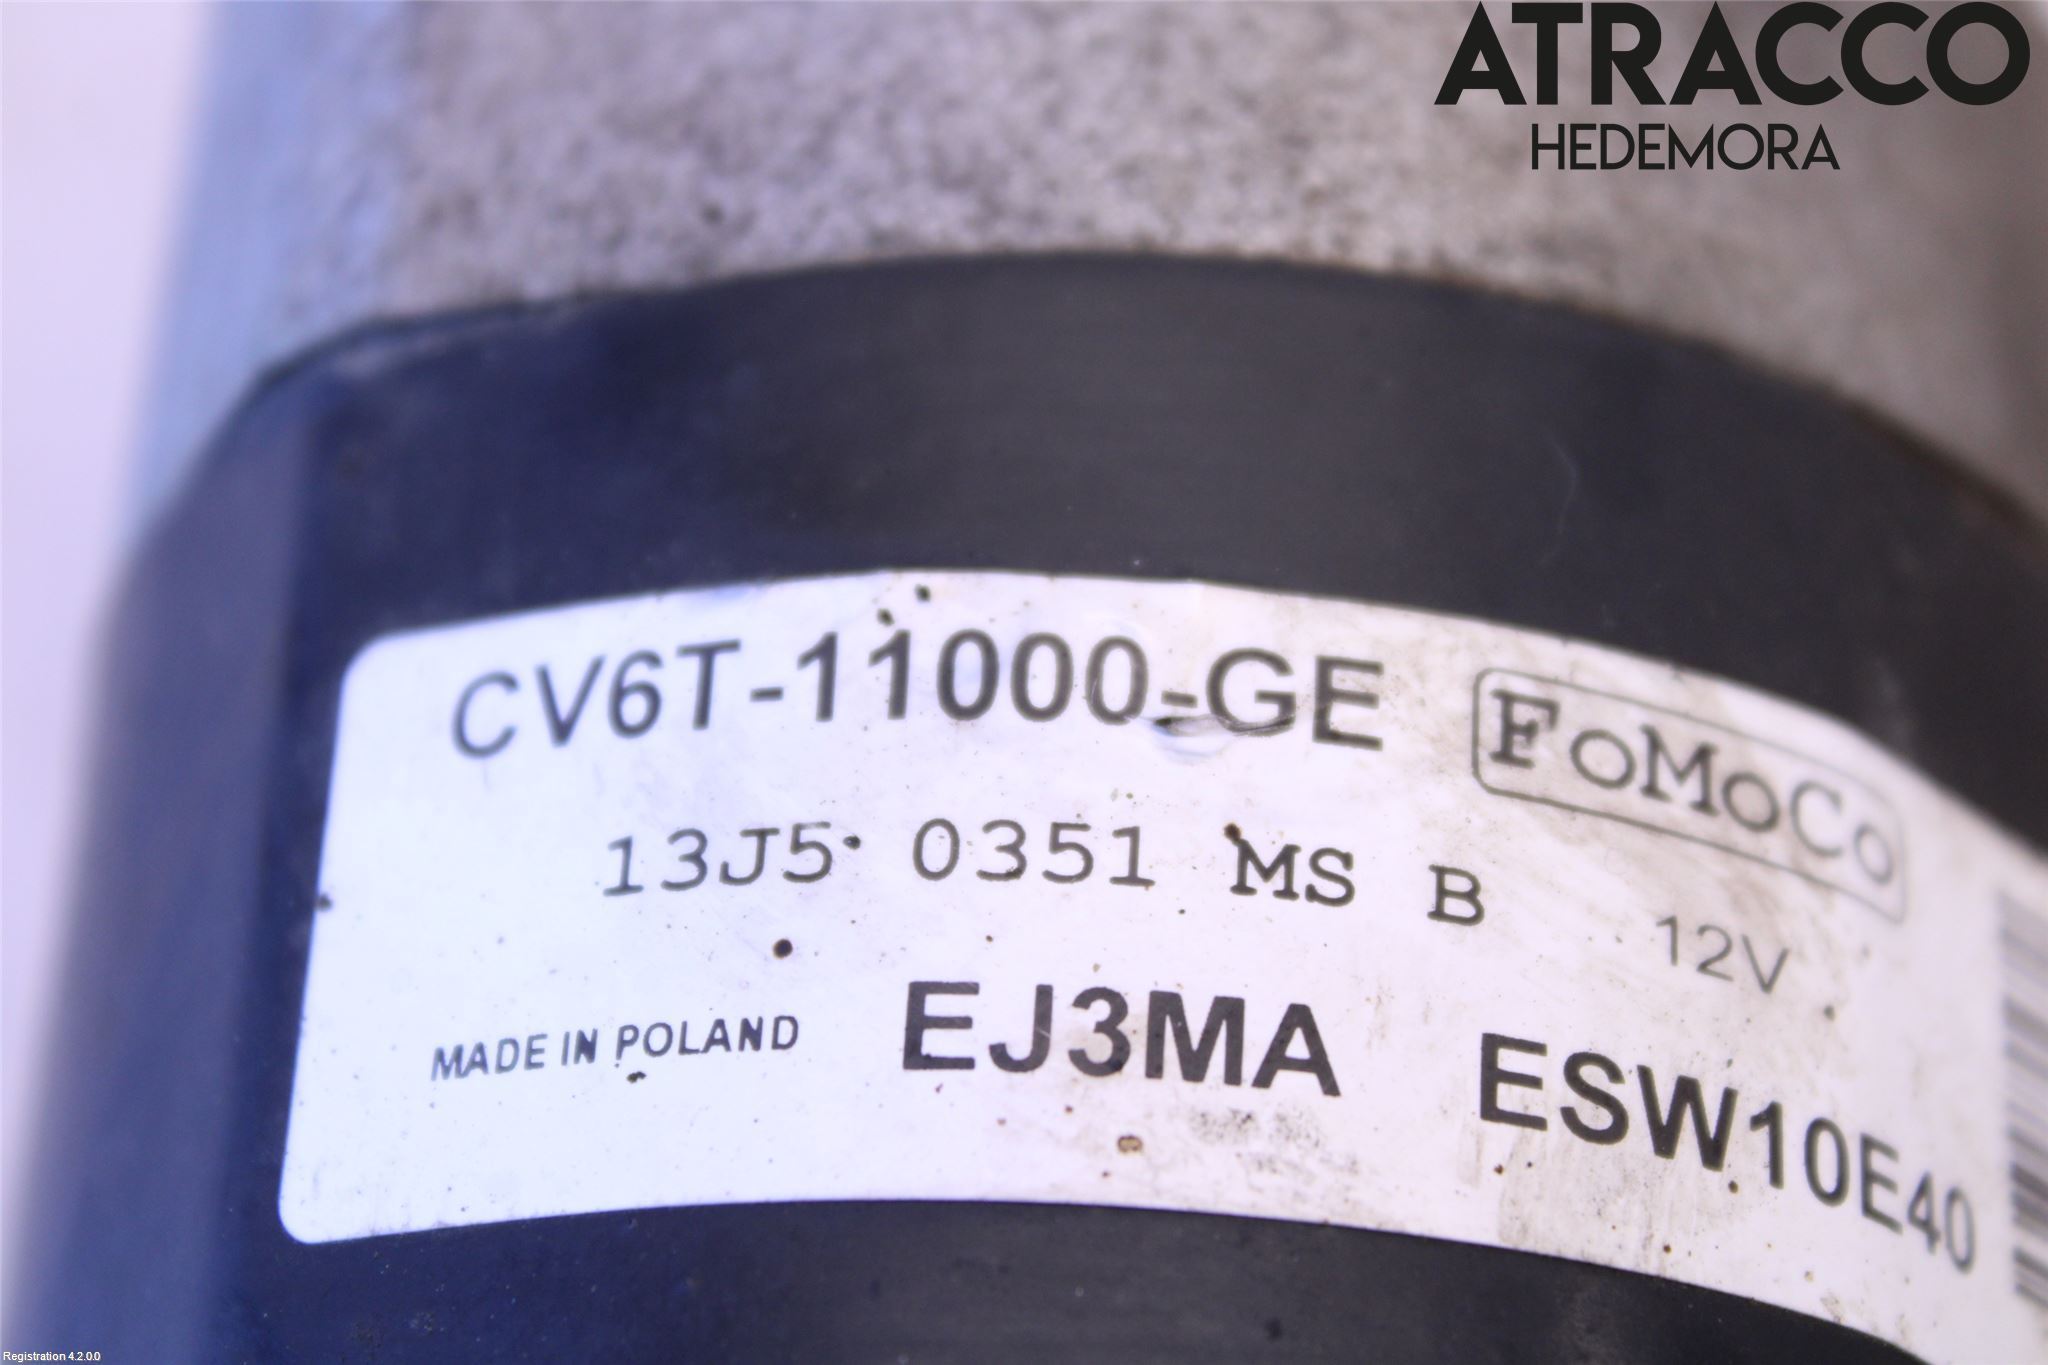 ATRACCO
HEDEMORA
CV6T-11000-GE FoMoCo
13J5 0351 MS B 12V
MADE IN POLAND EJ3MA ESW10E40
Registration 4.2.0.0